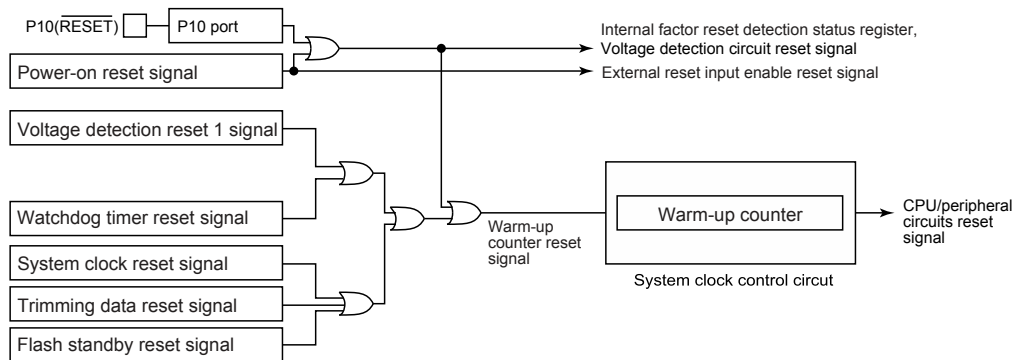 P10(RESET)
P10 port
Internal factor reset detection status register,
Voltage detection circuit reset signal
Power-on reset signal
External reset input enable reset signal
Voltage detection reset 1 signal
Watchdog timer reset signal
Warm-up
counter reset
signal
Warm-up counter
CPU/peripheral
circuits reset
signal
System clock control circut
System clock reset signal
Trimming data reset signal
Flash standby reset signal